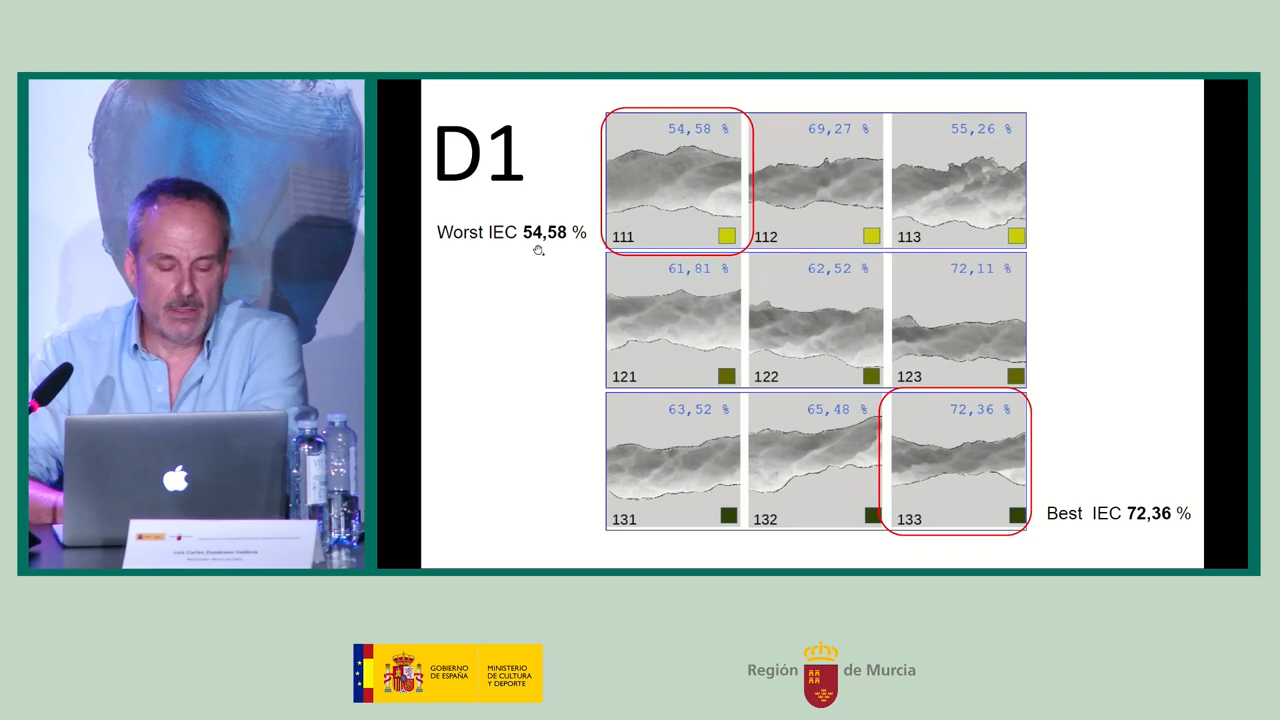 D1
Worst IEC 54,58 %
54,58 %
69,27 %
55,26 %
111
112
113
61,81 %
62,52 %
72,11 %
121
122
123
63,52 %
65,48 %
72,36 %
131
132
133
Best IEC 72,36 %
GOBIERNO
DE ESPAÑA
MINISTERIO
DE CULTURA
Y DEPORTE
Región de Murcia